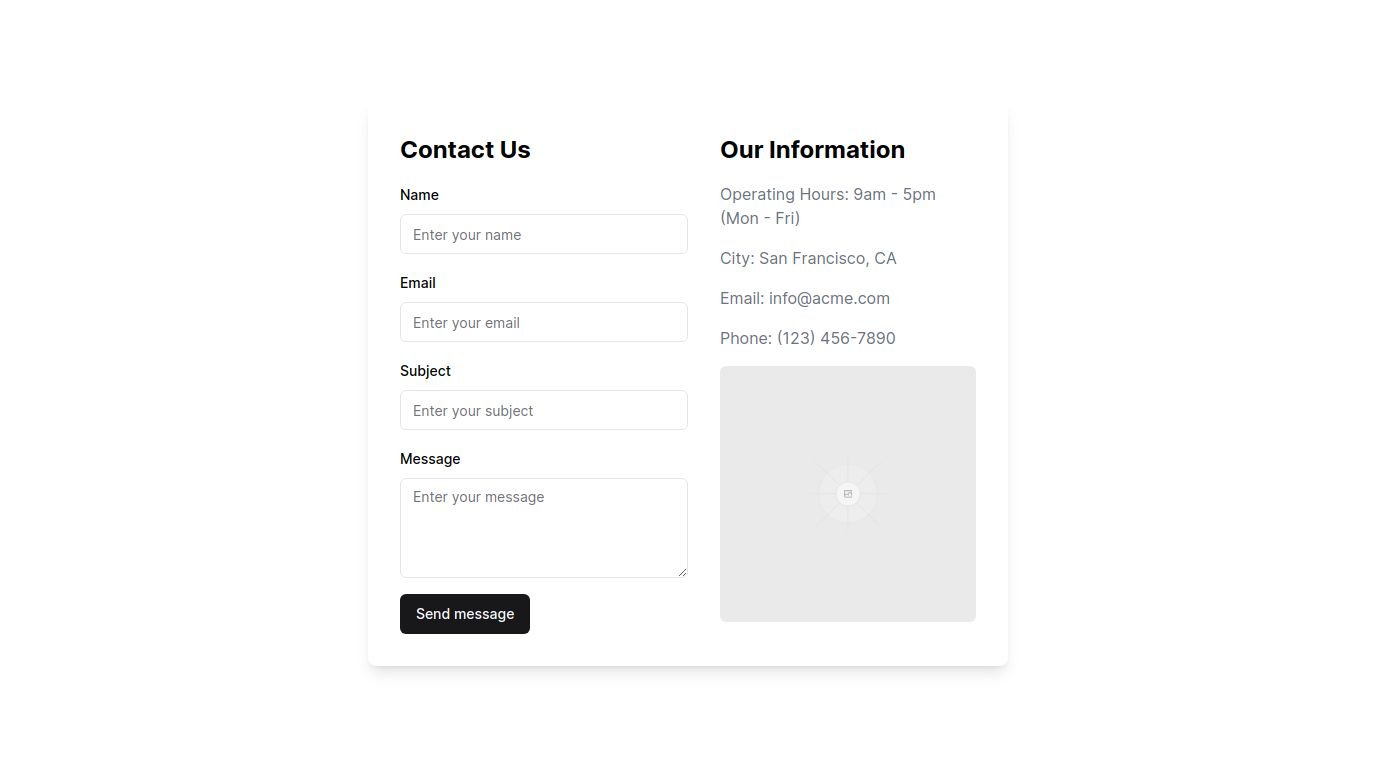 Contact Us
Name
Enter your name
Email
Enter your email
Subject
Enter your subject
Message
Enter your message
Send message
Our Information
Operating Hours: 9am - 5pm
(Mon - Fri)
City: San Francisco, CA
Email: info@acme.com
Phone: (123) 456-7890